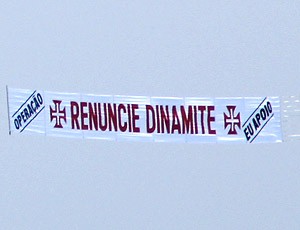 OPERAÇÃO
RENUNCIE DINAMITE
EU APOIO